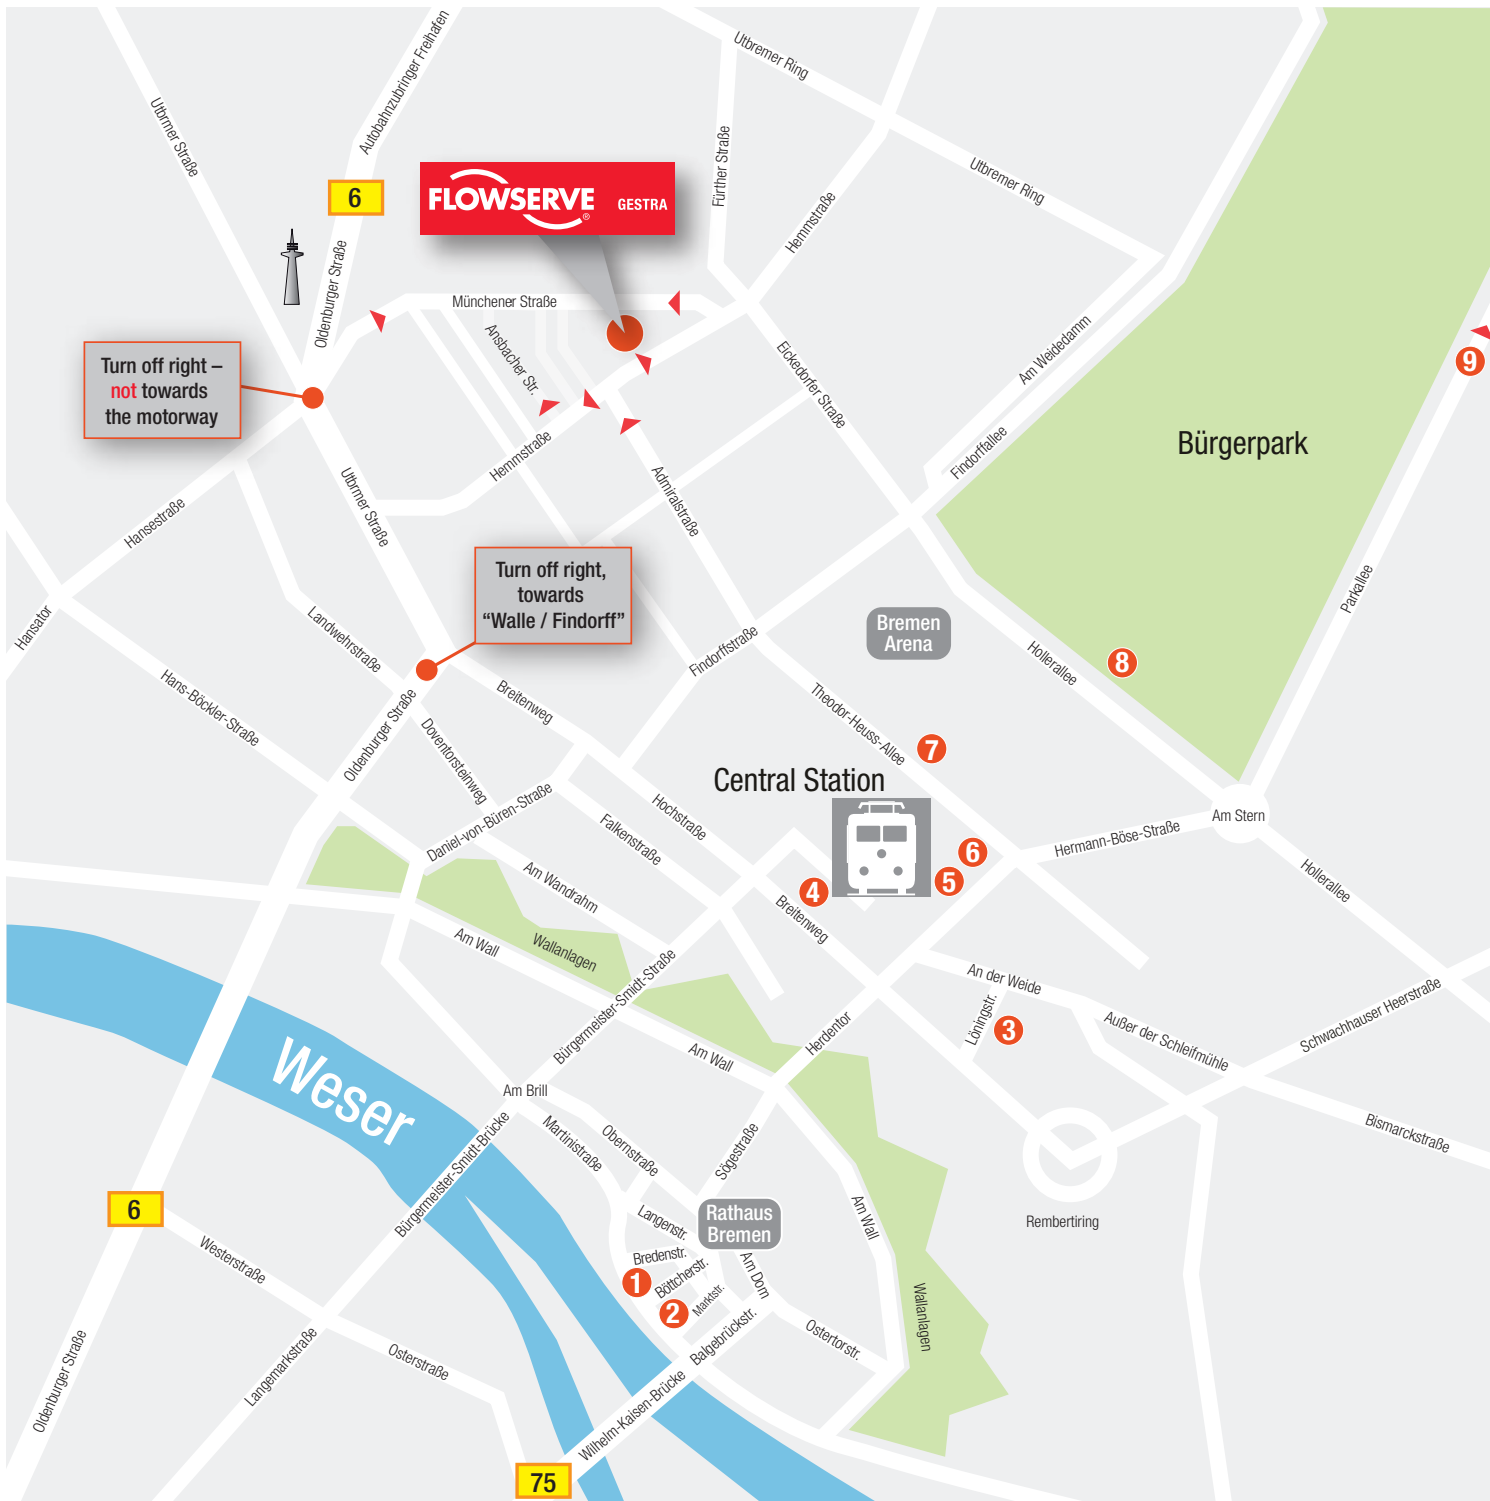 Utbremer Ring
Autobahnzubringer Freihafen
Utbrmer Straße
Fürther Straße
Utbremer Ring
6
FLOWSERVE
®
GESTRA
Hemmstraße
Oldenburger Straße
Münchener Straße
Ansbacher Str.
Eickedorfer Straße
Am Weidedamm
9
Turn off right –
not towards
the motorway
Bürgerpark
Hemmstraße
Findorffallee
Admiralstraße
Utbrmer Straße
Hansestraße
Turn off right,
towards
“Walle / Findorff”
Parkallee
Hansator
Landwehrstraße
Bremen
Arena
Findorffstraße
Hollerallee
8
Hans-Böckler-Straße
Breitenweg
Oldenburger Straße
Doventorsteinweg
Theodor-Heuss-Allee
7
Central Station
Daniel-von-Büren-Straße
Hochstraße
Falkenstraße
Am Stern
Hermann-Böse-Straße
6
5
4
Hollerallee
Am Wandrahm
Breitenweg
Am Wall
Wallanlagen
An der Weide
Bürgermeister-Smidt-Straße
Löningstr.
3
Schwachhauser Heerstraße
Herdentor
Außer der Schleifmühle
Am Wall
Weser
Am Brill
Bismarckstraße
Martinistraße
Obernstraße
Sögestraße
Bürgermeister-Smidt-Brücke
6
Langenstr.
Rathaus
Bremen
Am Wall
Rembertiring
Westerstraße
Bredenstr.
Böttcherstr.
Am Dom
1
Marktstr.
2
Wallanlagen
Balgebrückstr.
Ostertorstr.
Oldenburger Straße
Langemarkstraße
Osterstraße
Wilhelm-Kaisen-Brücke
75